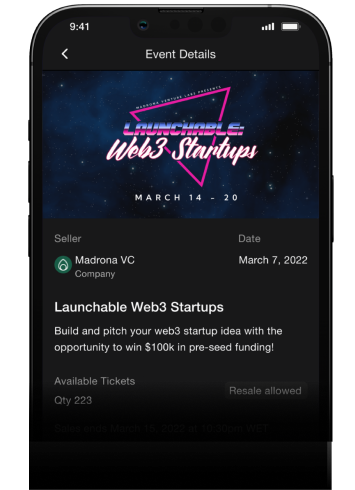 9:41
Event Details
MADRONA VENTURE LABS PRESENTS
LAUNCHABLE:
Web3 Startups
MARCH 14 - 20
Seller
Date
Madrona VC
Company
March 7, 2022
Launchable Web3 Startups
Build and pitch your web3 startup idea with the
opportunity to win $100k in pre-seed funding!
Available Tickets
Resale allowed
Qty 223